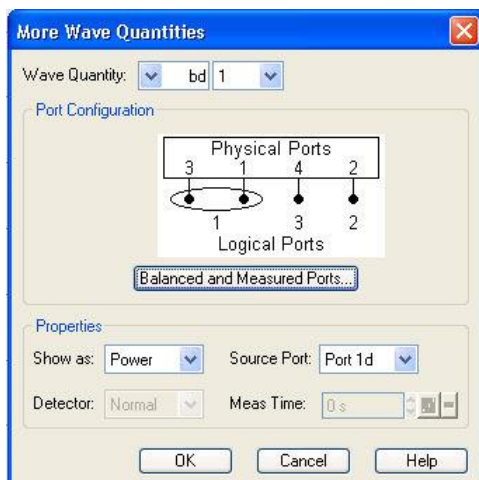 More Wave Quantities
Wave Quantity: bd 1
Port Configuration
Physical Ports
3 1 4 2
1 3 2
Logical Ports
Balanced and Measured Ports...
Properties
Show as: Power Source Port: Port 1d
Detector: Normal Meas Time: 0 s
OK Cancel Help